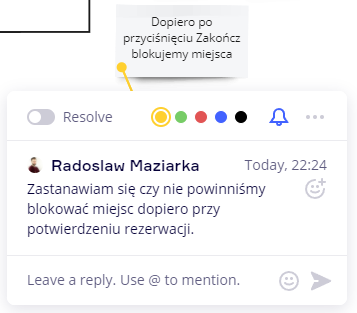 Dopiero po
przyciśnięciu Zakończ
blokujemy miejsca
Resolve
Radoslaw Maziarka
Today, 22:24
Zastanawiam się czy nie powinniśmy
blokować miejsc dopiero przy
potwierdzeniu rezerwacji.
Leave a reply. Use @ to mention.